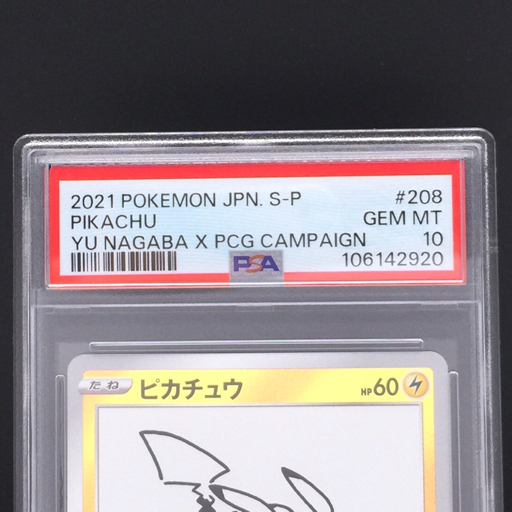 2021 POKEMON JPN. S-P #208
PIKACHU GEM MT
YU NAGABA X PCG CAMPAIGN 10
PSA 106142920
たね ピカチュウ HP60